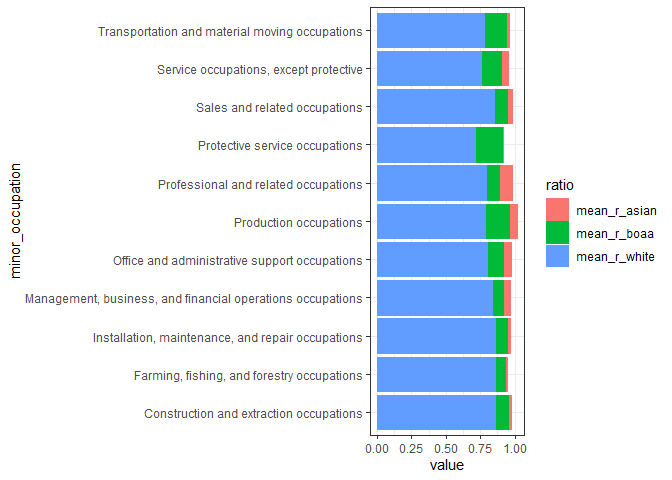 minor_occupation
Transportation and material moving occupations
Service occupations, except protective
Sales and related occupations
Protective service occupations
Professional and related occupations
Production occupations
Office and administrative support occupations
Management, business, and financial operations occupations
Installation, maintenance, and repair occupations
Farming, fishing, and forestry occupations
Construction and extraction occupations
0.00 0.25 0.50 0.75 1.00
value
ratio
mean_r_asian
mean_r_boaa
mean_r_white